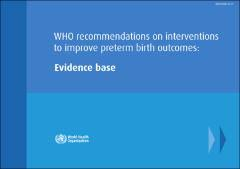 WHO recommendations on interventions
to improve preterm birth outcomes:
Evidence base
World Health
Organization